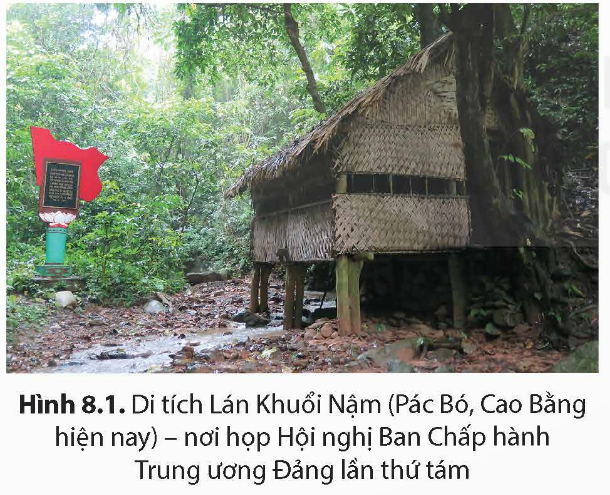 Hình 8.1. Di tích Lán Khuổi Nậm (Pác Bó, Cao Bằng
hiện nay) – nơi họp Hội nghị Ban Chấp hành
Trung ương Đảng lần thứ tám